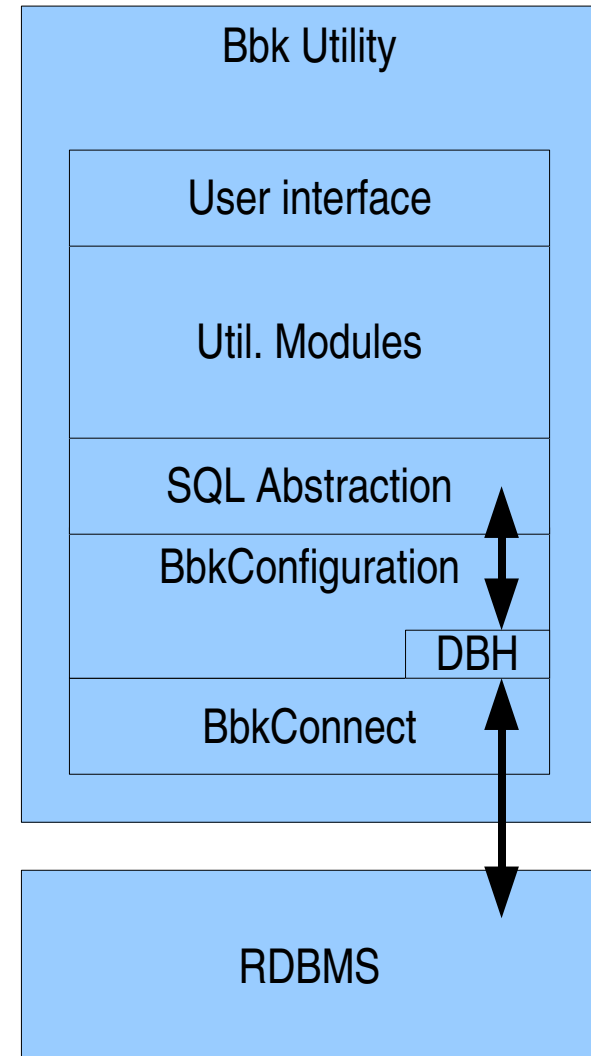 Bbk Utility
User interface
Util. Modules
SQL Abstraction
BbkConfiguration
DBH
BbkConnect
RDBMS